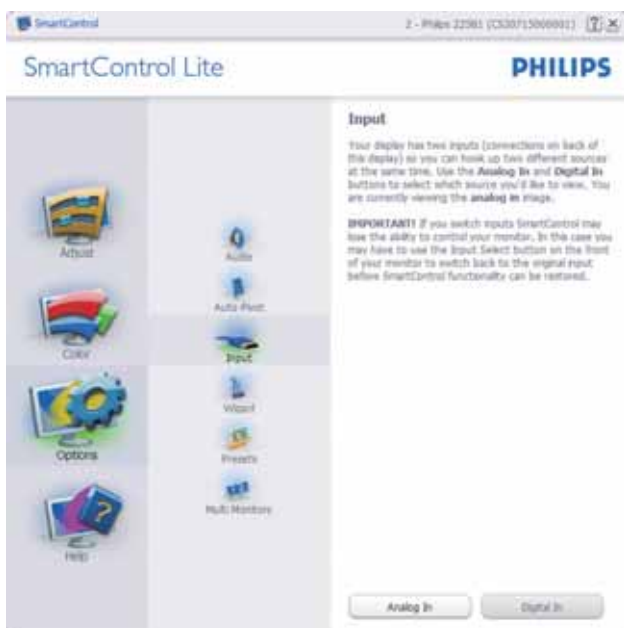 SmartControl
2 - Philips 225B1 (CS20715000001)
SmartControl Lite
PHILIPS
Adjust
Color
Options
Help
Audio
Auto Pivot
Input
Wizard
Presets
Multi Monitors
Input
Your display has two inputs (connections on back of
this display) so you can hook up two different sources
at the same time. Use the Analog In and Digital In
buttons to select which source you'd like to view. You
are currently viewing the analog in image.
IMPORTANT! If you switch inputs SmartControl may
lose the ability to control your monitor. In this case you
may have to use the Input Select button on the front
of your monitor to switch back to the original input
before SmartControl functionality can be restored.
Analog In
Digital In